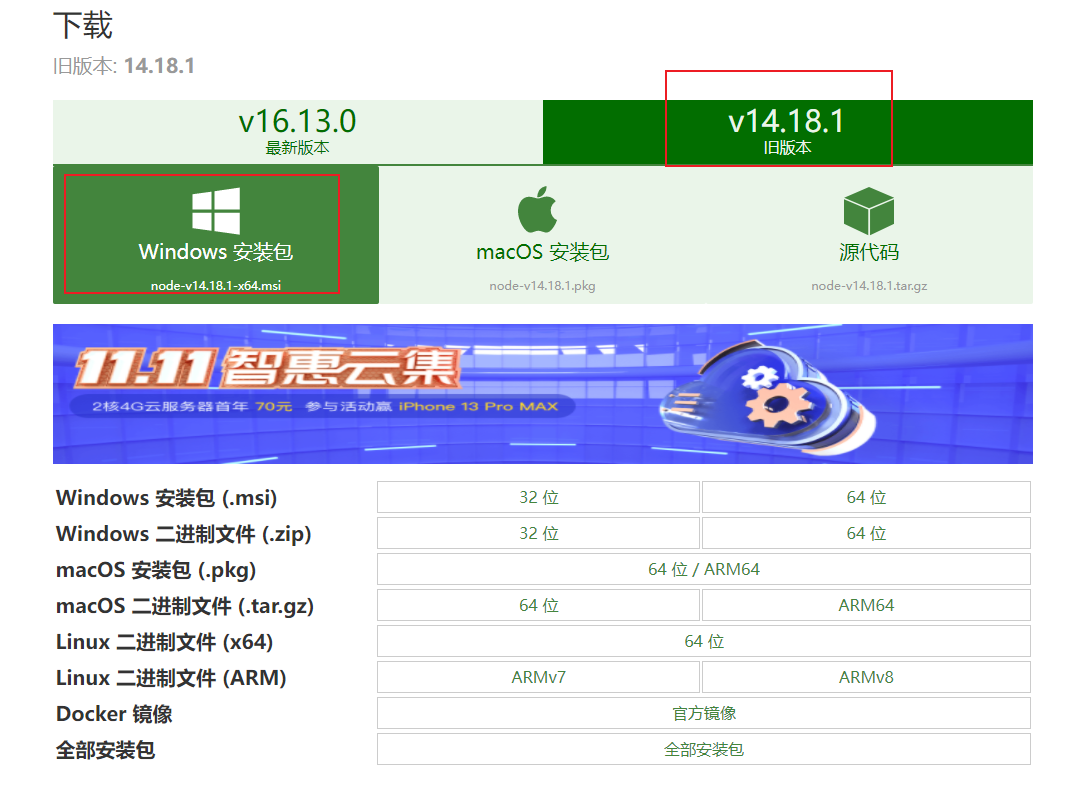 下载
旧版本: 14.18.1
v16.13.0
最新版本
v14.18.1
旧版本
Windows 安装包
node-v14.18.1-x64.msi
macOS 安装包
node-v14.18.1.pkg
源代码
node-v14.18.1.tar.gz
11.11 智惠云集
2核4G云服务器首年 70元 参与活动赢 iPhone 13 Pro MAX
Windows 安装包 (.msi) 32 位 64 位
Windows 二进制文件 (.zip) 32 位 64 位
macOS 安装包 (.pkg) 64 位 / ARM64
macOS 二进制文件 (.tar.gz) 64 位 ARM64
Linux 二进制文件 (x64) 64 位
Linux 二进制文件 (ARM) ARMv7 ARMv8
Docker 镜像 官方镜像
全部安装包 全部安装包